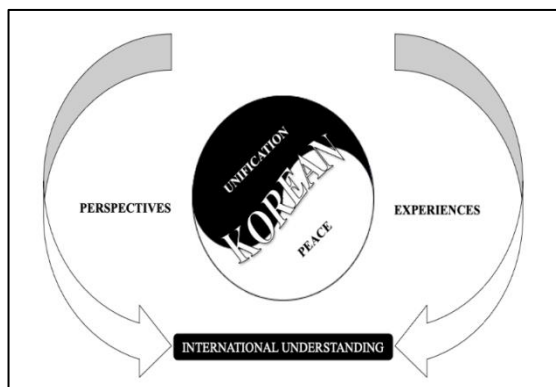 UNIFICATION
KOREAN
PEACE
PERSPECTIVES
EXPERIENCES
INTERNATIONAL UNDERSTANDING